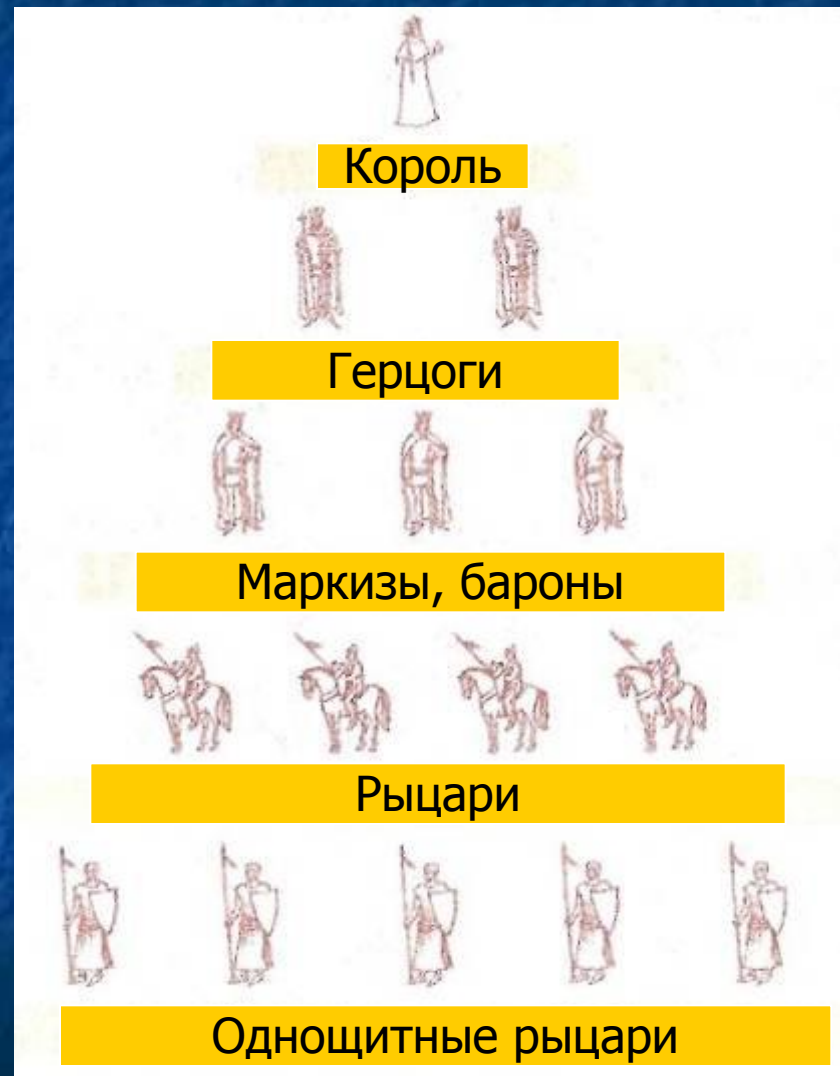 Король
Герцоги
Маркизы, бароны
Рыцари
Однощитные рыцари